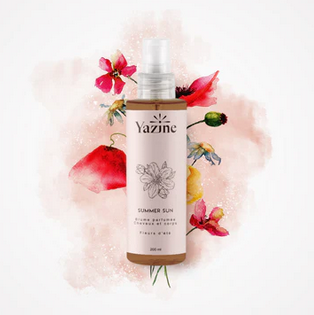 Yazine
SUMMER SUN
Brume parfumée
Cheveux et corps
Fleurs d'été
200 ml